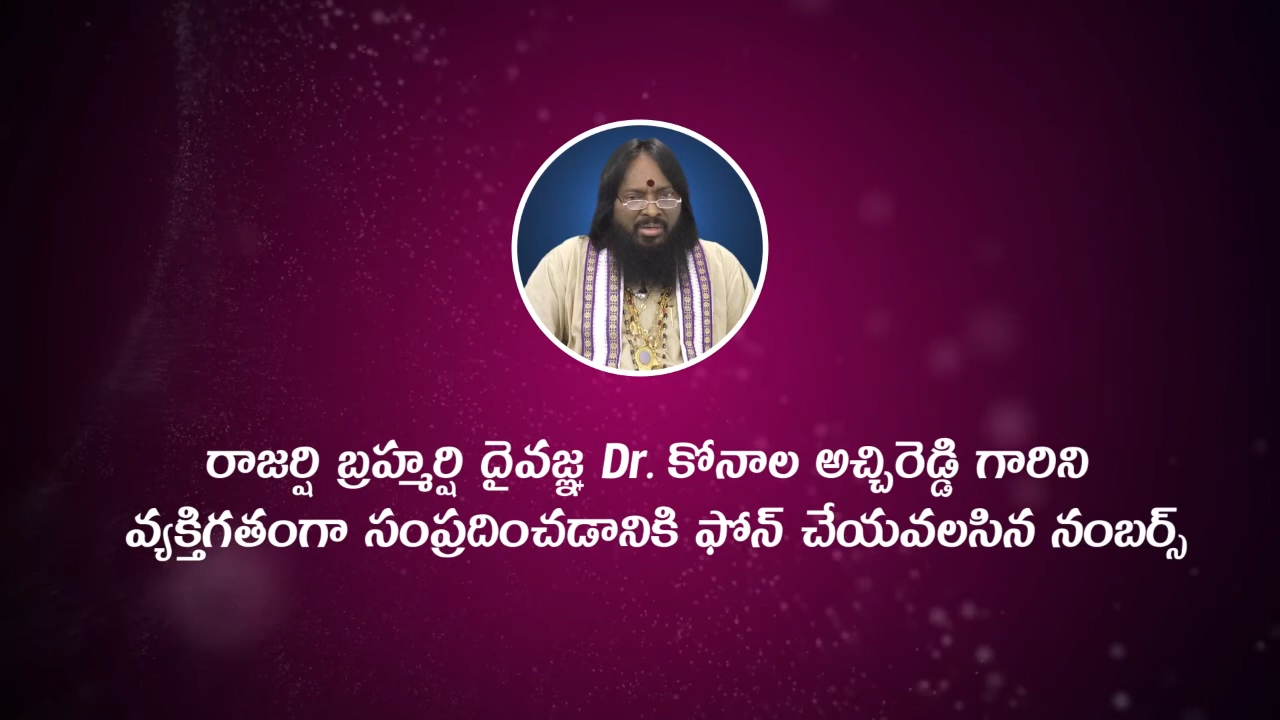 రాజర్షి బ్రహ్మర్షి దైవజ్ఞ Dr. కోనాల అచ్చిరెడ్డి గారిని
వ్యక్తిగతంగా సంప్రదించడానికి ఫోన్ చేయవలసిన నంబర్స్